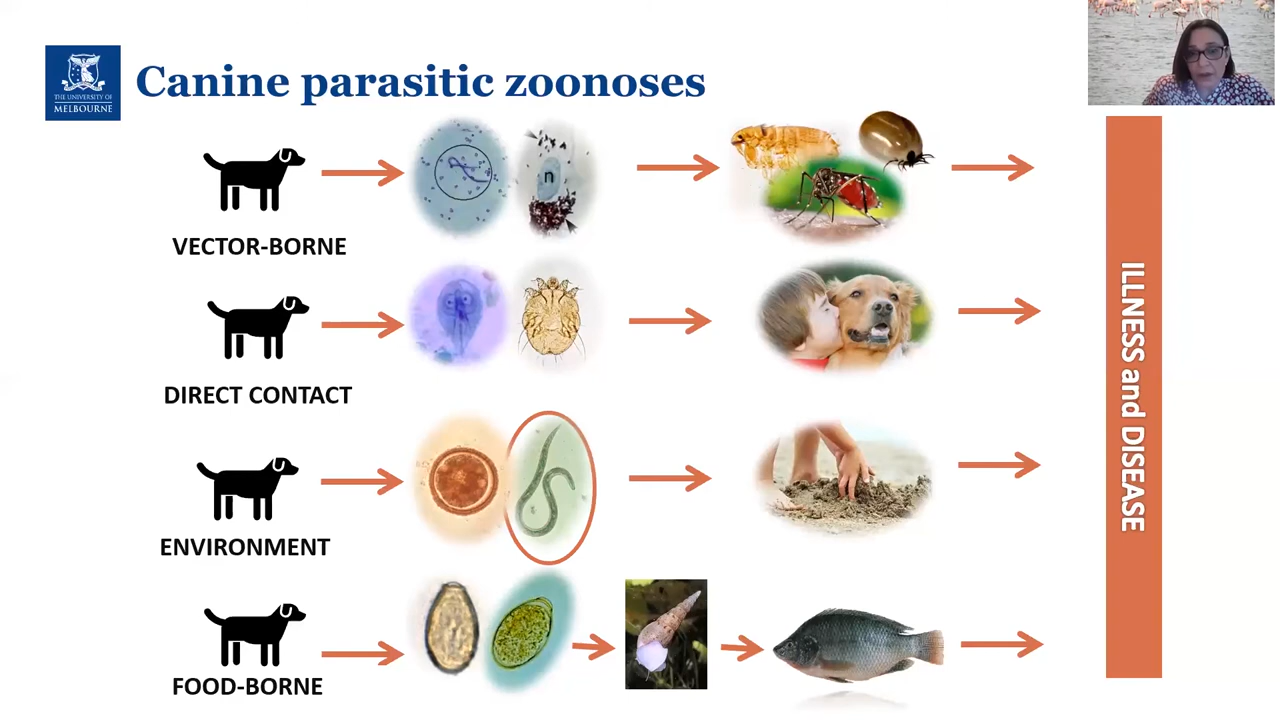 THE UNIVERSITY OF
MELBOURNE
Canine parasitic zoonoses
n
VECTOR-BORNE
DIRECT CONTACT
ENVIRONMENT
FOOD-BORNE
ILLNESS and DISEASE